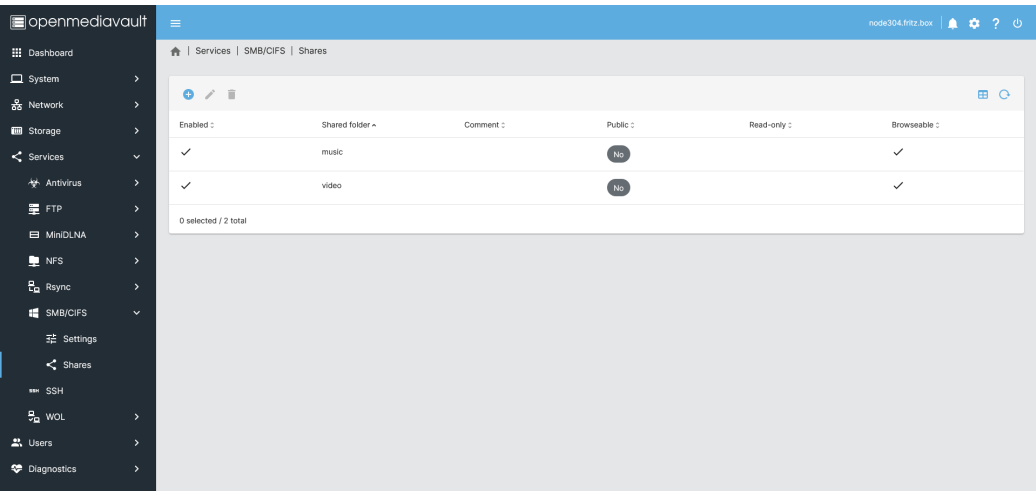 openmediavault
node304.fritz.box
Dashboard
System
Network
Storage
Services
Antivirus
FTP
MiniDLNA
NFS
Rsync
SMB/CIFS
Settings
Shares
SSH SSH
WOL
Users
Diagnostics
| Services | SMB/CIFS | Shares
Enabled Shared folder Comment Public Read-only Browseable
music No
video No
0 selected / 2 total